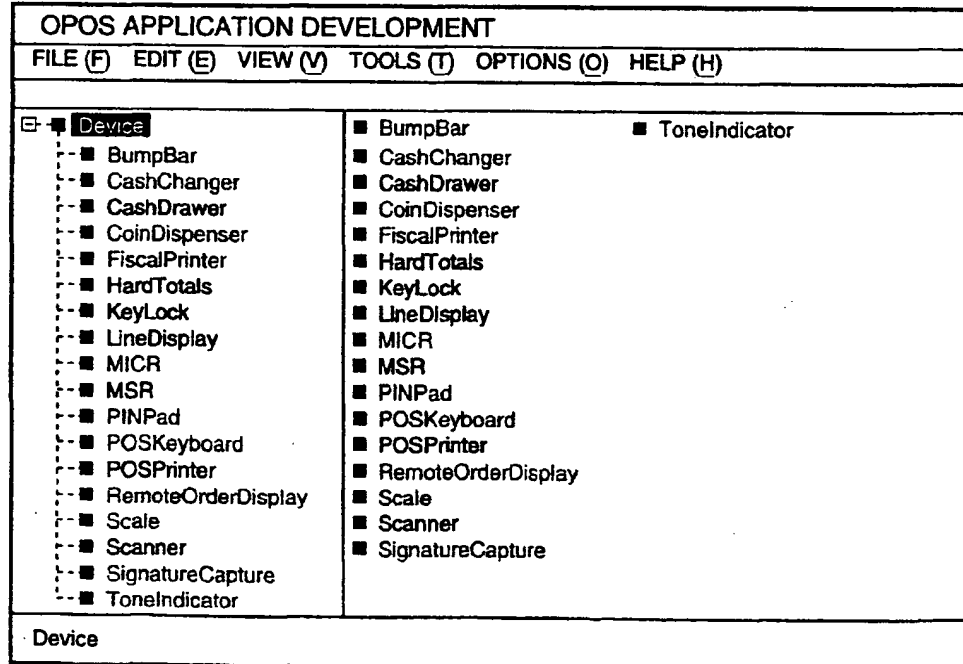 OPOS APPLICATION DEVELOPMENT
FILE (F) EDIT (E) VIEW (V) TOOLS (T) OPTIONS (O) HELP (H)
Device
BumpBar
CashChanger
CashDrawer
CoinDispenser
FiscalPrinter
HardTotals
KeyLock
LineDisplay
MICR
MSR
PINPad
POSKeyboard
POSPrinter
RemoteOrderDisplay
Scale
Scanner
SignatureCapture
ToneIndicator
BumpBar
CashChanger
CashDrawer
CoinDispenser
FiscalPrinter
HardTotals
KeyLock
LineDisplay
MICR
MSR
PINPad
POSKeyboard
POSPrinter
RemoteOrderDisplay
Scale
Scanner
SignatureCapture
ToneIndicator
Device